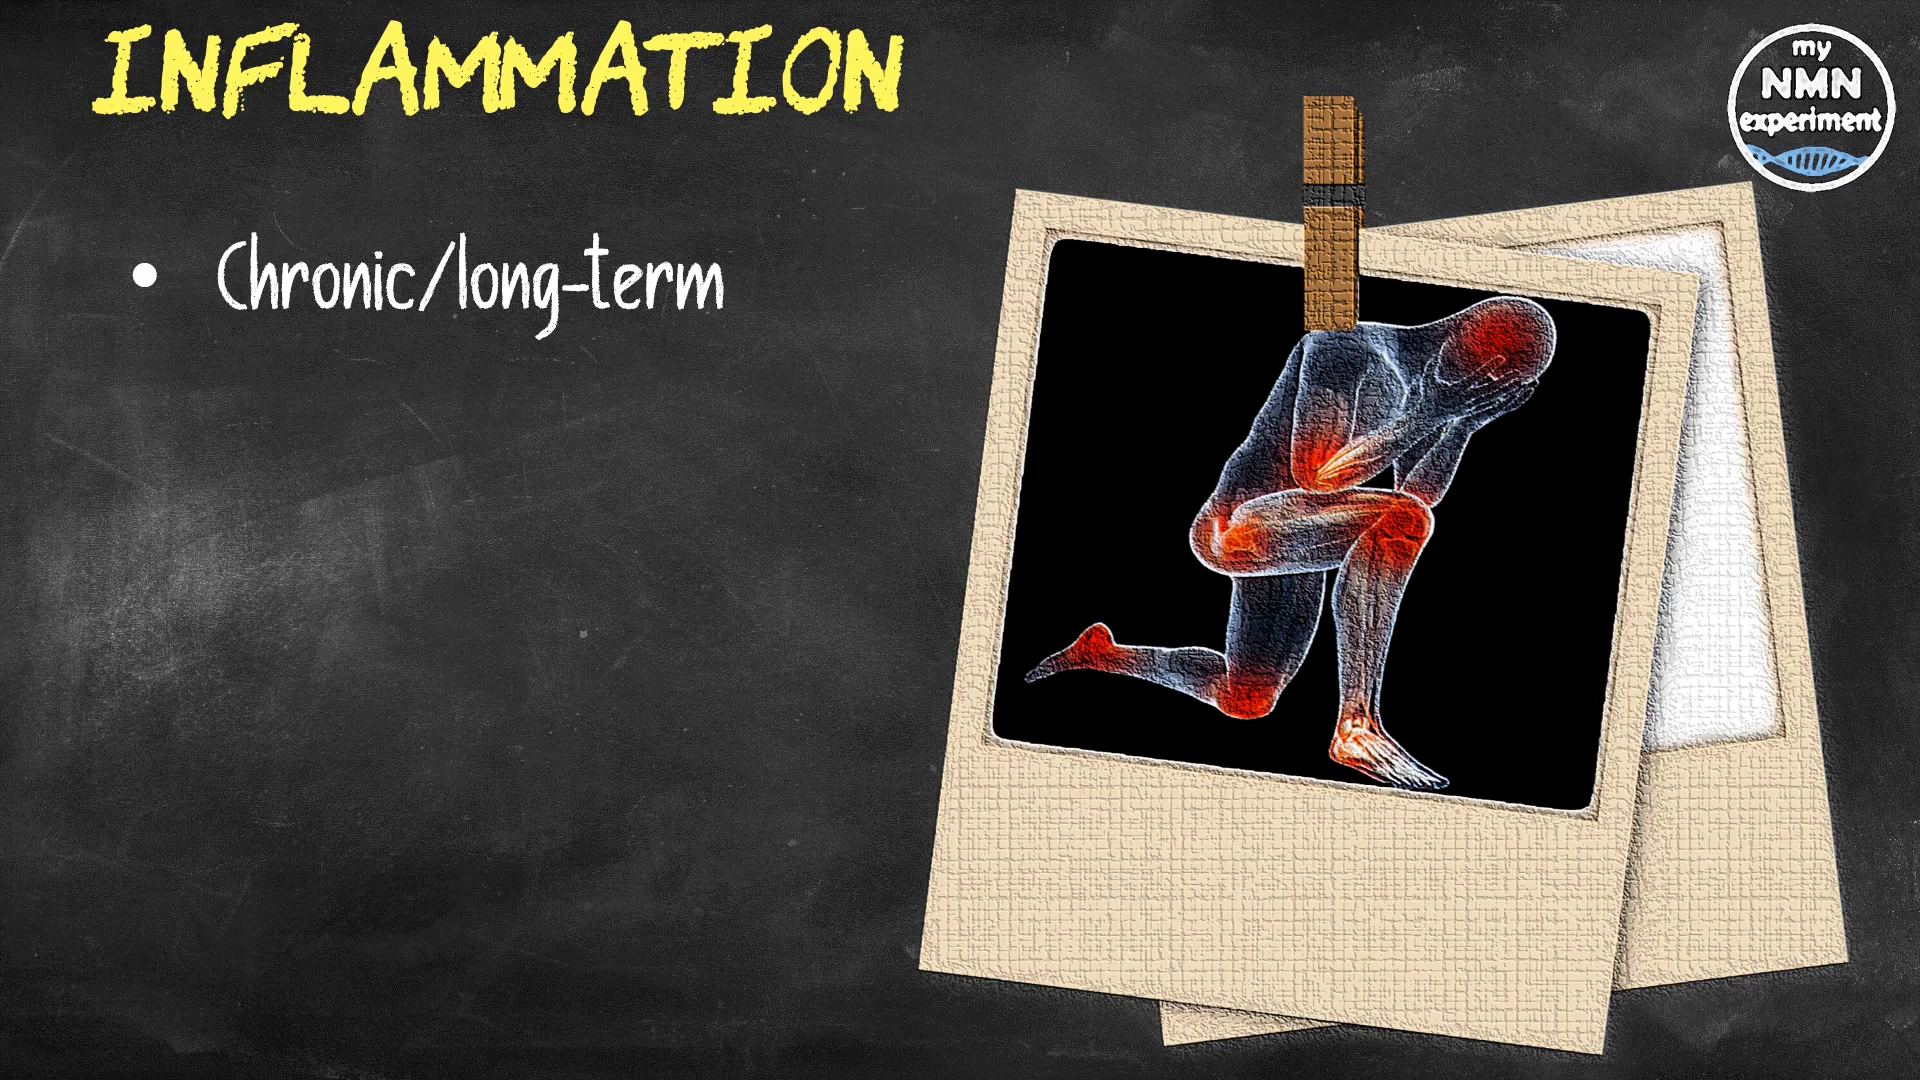 INFLAMMATION
my
NMN
experiment
• Chronic/long-term